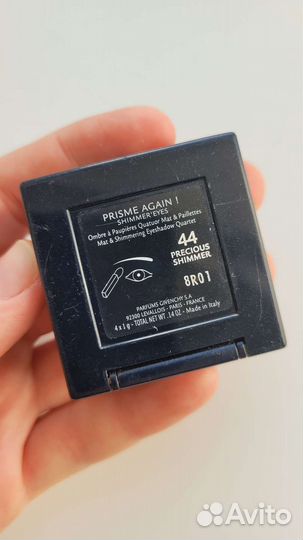 PRISME AGAIN !
SHIMMER'EYES
Ombre à Paupières Quatuor Mat & Pailletes
Mat & Shimmering Eyeshadow Quartet
44
PRECIOUS
SHIMMER
8R01
PARFUMS GIVENCHY S.A
92300 LEVALLOIS - PARIS - FRANCE
4 x 1 g - TOTAL NET WT. .14 OZ - Made in Italy
Avito